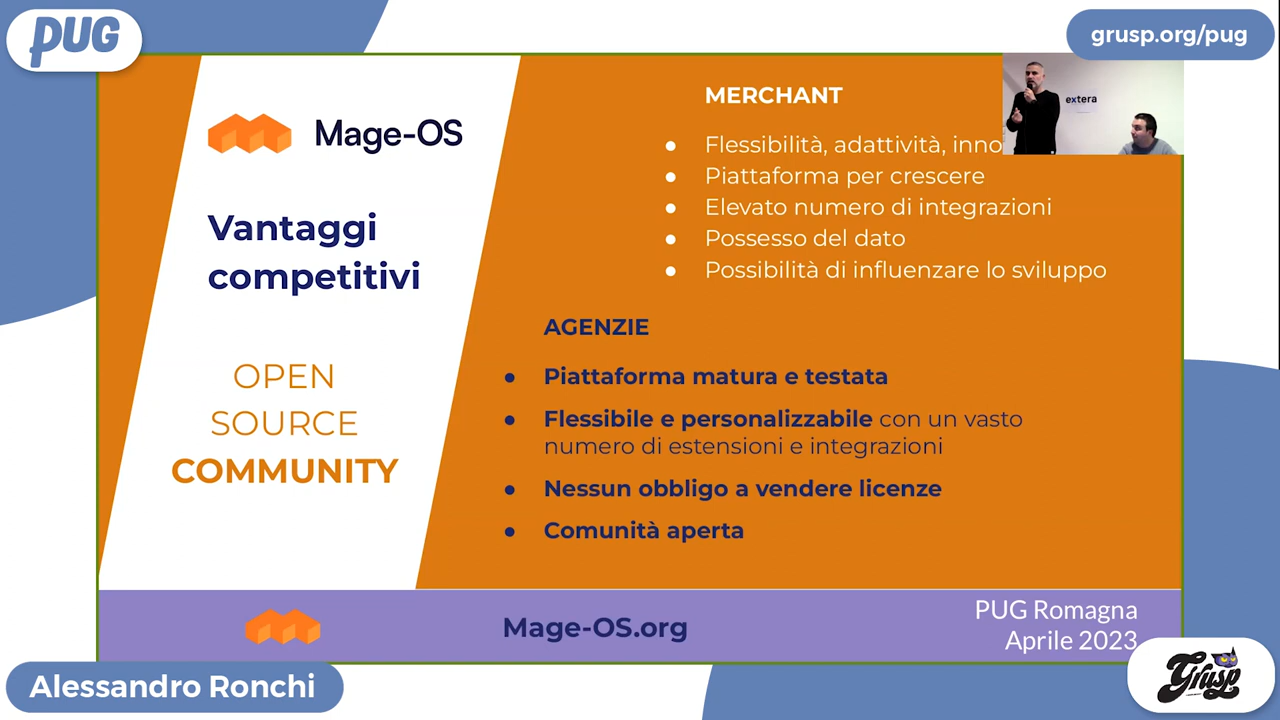 PUG
grusp.org/pug
Mage-OS
Vantaggi
competitivi
OPEN
SOURCE
COMMUNITY
MERCHANT
extera
• Flessibilità, adattività, inno
• Piattaforma per crescere
• Elevato numero di integrazioni
• Possesso del dato
• Possibilità di influenzare lo sviluppo
AGENZIE
• Piattaforma matura e testata
• Flessibile e personalizzabile con un vasto
numero di estensioni e integrazioni
• Nessun obbligo a vendere licenze
• Comunità aperta
Mage-OS.org
PUG Romagna
Aprile 2023
Alessandro Ronchi
Grusp